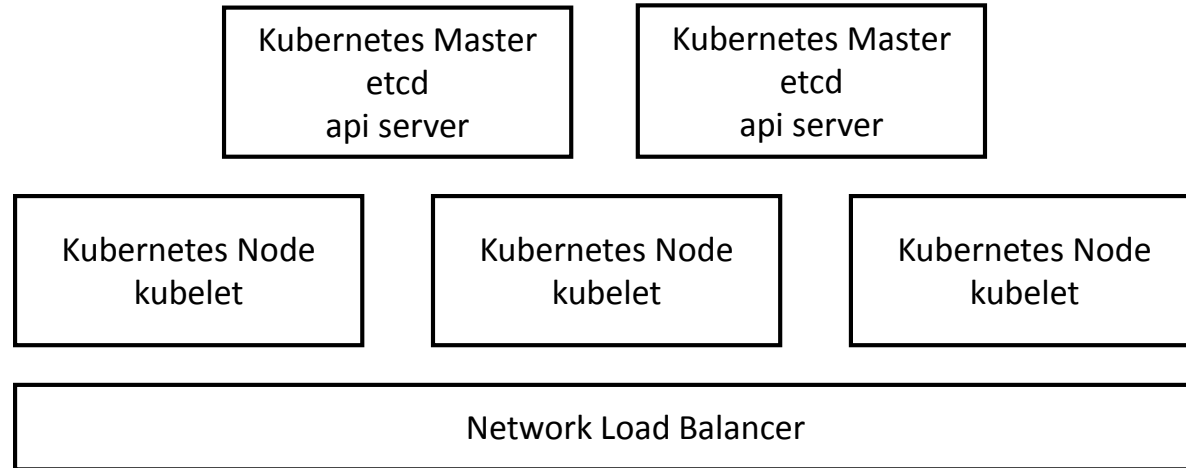 Kubernetes Master
etcd
api server
Kubernetes Master
etcd
api server
Kubernetes Node
kubelet
Kubernetes Node
kubelet
Kubernetes Node
kubelet
Network Load Balancer